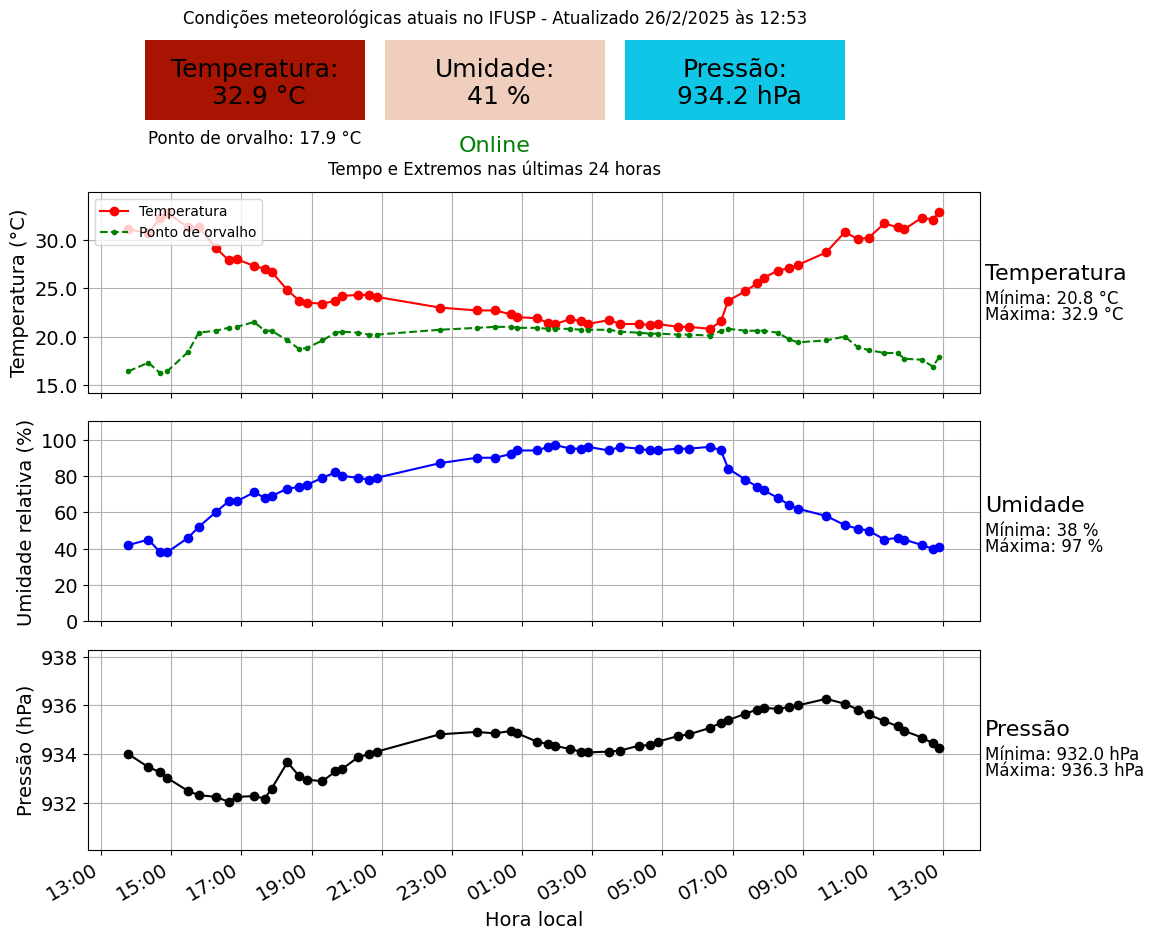 Condições meteorológicas atuais no IFUSP - Atualizado 26/2/2025 às 12:53
Temperatura:
32.9 °C
Umidade:
41 %
Pressão:
934.2 hPa
Ponto de orvalho: 17.9 °C
Online
Tempo e Extremos nas últimas 24 horas
Temperatura (°C)
30.0
25.0
20.0
15.0
Temperatura
Ponto de orvalho
Temperatura
Mínima: 20.8 °C
Máxima: 32.9 °C
Umidade relativa (%)
100
80
60
40
20
0
Umidade
Mínima: 38 %
Máxima: 97 %
Pressão (hPa)
938
936
934
932
Pressão
Mínima: 932.0 hPa
Máxima: 936.3 hPa
13:00
15:00
17:00
19:00
21:00
23:00
01:00
03:00
05:00
07:00
09:00
11:00
13:00
Hora local